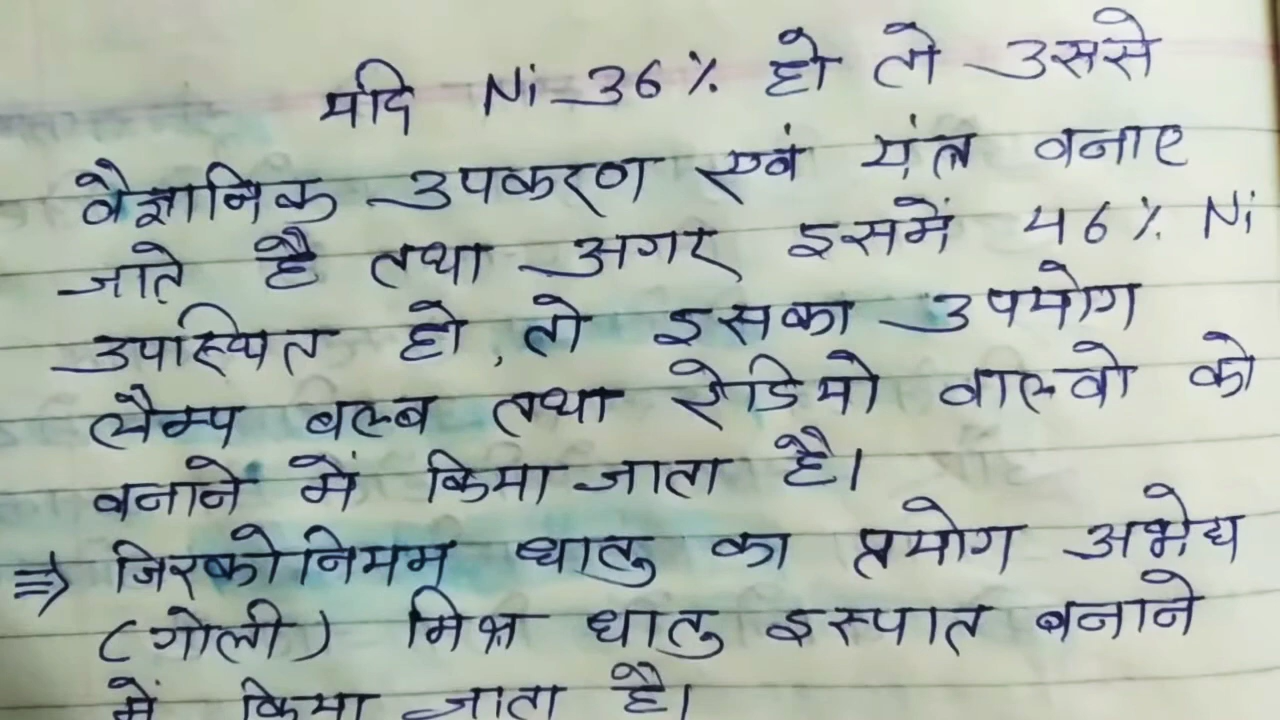 यदि Ni 36% हो तो उससे
वैज्ञानिक उपकरण एवं यंत्र बनाए
जाते है तथा अगर इसमें 46% Ni
उपस्थित हो, तो इसका उपयोग
लैम्प बल्ब तथा रेडियो वाल्वो को
बनाने में किया जाता है।
⇒ जिरकोनियम धातु का प्रयोग अभेद्य
(गोली) मिश्र धातु इस्पात बनाने
में किया जाता है।